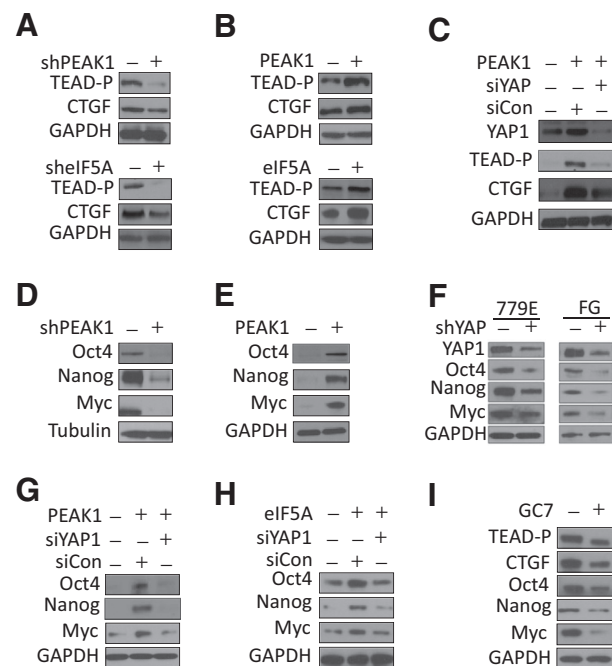 A
shPEAK1 – +
TEAD-P
CTGF
GAPDH
sheIF5A – +
TEAD-P
CTGF
GAPDH
B
PEAK1 – +
TEAD-P
CTGF
GAPDH
eIF5A – +
TEAD-P
CTGF
GAPDH
C
PEAK1 – + +
siYAP – – +
siCon – + –
YAP1
TEAD-P
CTGF
GAPDH
D
shPEAK1 – +
Oct4
Nanog
Myc
Tubulin
E
PEAK1 – +
Oct4
Nanog
Myc
GAPDH
F
779E FG
shYAP – + – +
YAP1
Oct4
Nanog
Myc
GAPDH
G
PEAK1 – + +
siYAP1 – – +
siCon – + –
Oct4
Nanog
Myc
GAPDH
H
eIF5A – + +
siYAP1 – – +
siCon – + –
Oct4
Nanog
Myc
GAPDH
I
GC7 – +
TEAD-P
CTGF
Oct4
Nanog
Myc
GAPDH